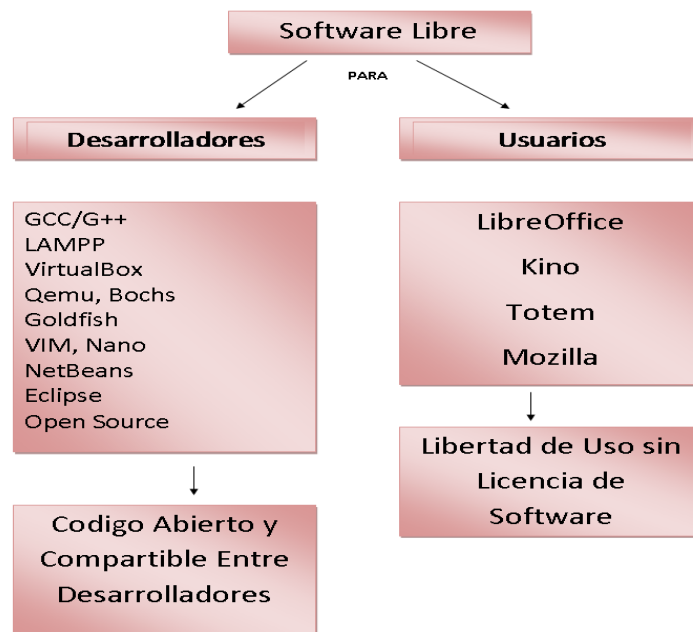 Software Libre
PARA
Desarrolladores
Usuarios
GCC/G++
LAMPP
VirtualBox
Qemu, Bochs
Goldfish
VIM, Nano
NetBeans
Eclipse
Open Source
LibreOffice
Kino
Totem
Mozilla
Codigo Abierto y
Compartible Entre
Desarrolladores
Libertad de Uso sin
Licencia de
Software